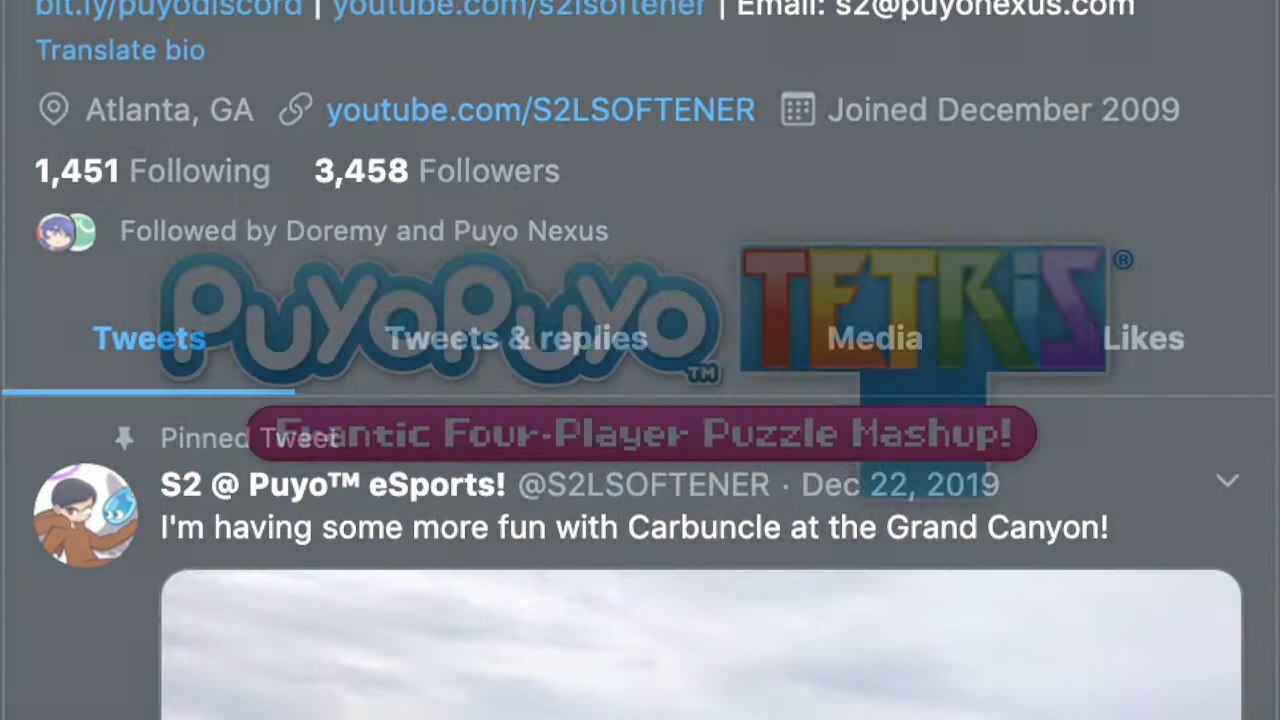 bit.ly/puyodiscord | youtube.com/s2lsoftener | Email: s2@puyonexus.com
Translate bio
Atlanta, GA youtube.com/S2LSOFTENER Joined December 2009
1,451 Following 3,458 Followers
Followed by Doremy and Puyo Nexus
PuyoPuyo™ TETRIS®
Tweets Tweets & replies Media Likes
Pinned Tweet
Frantic Four-Player Puzzle Mashup!
S2 @ Puyo™ eSports! @S2LSOFTENER · Dec 22, 2019
I'm having some more fun with Carbuncle at the Grand Canyon!